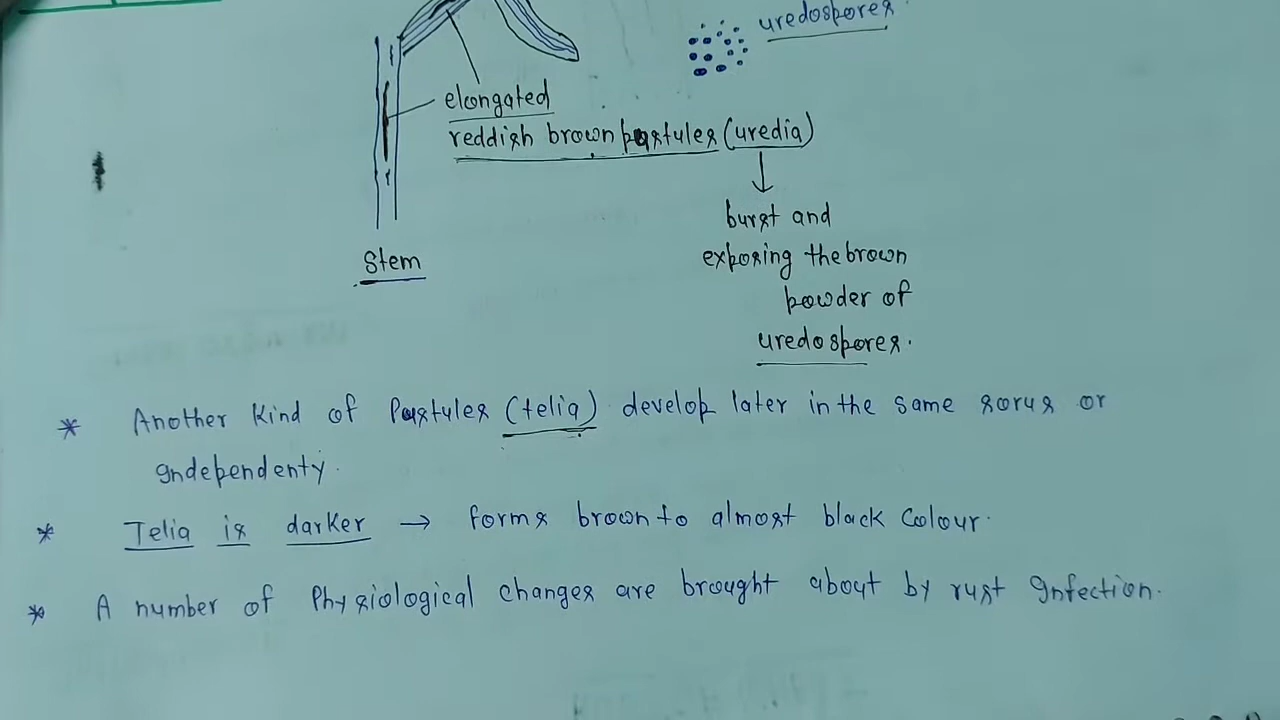 uredospores
elongated
reddish brown pustules (uredia)
burst and
exposing the brown
powder of
uredospores.
Stem
* Another kind of Pustules (telia) develop later in the same sorus or
Independenty.
* Telia is darker → forms brown to almost black colour.
* A number of Physiological changes are brought about by rust Infection.